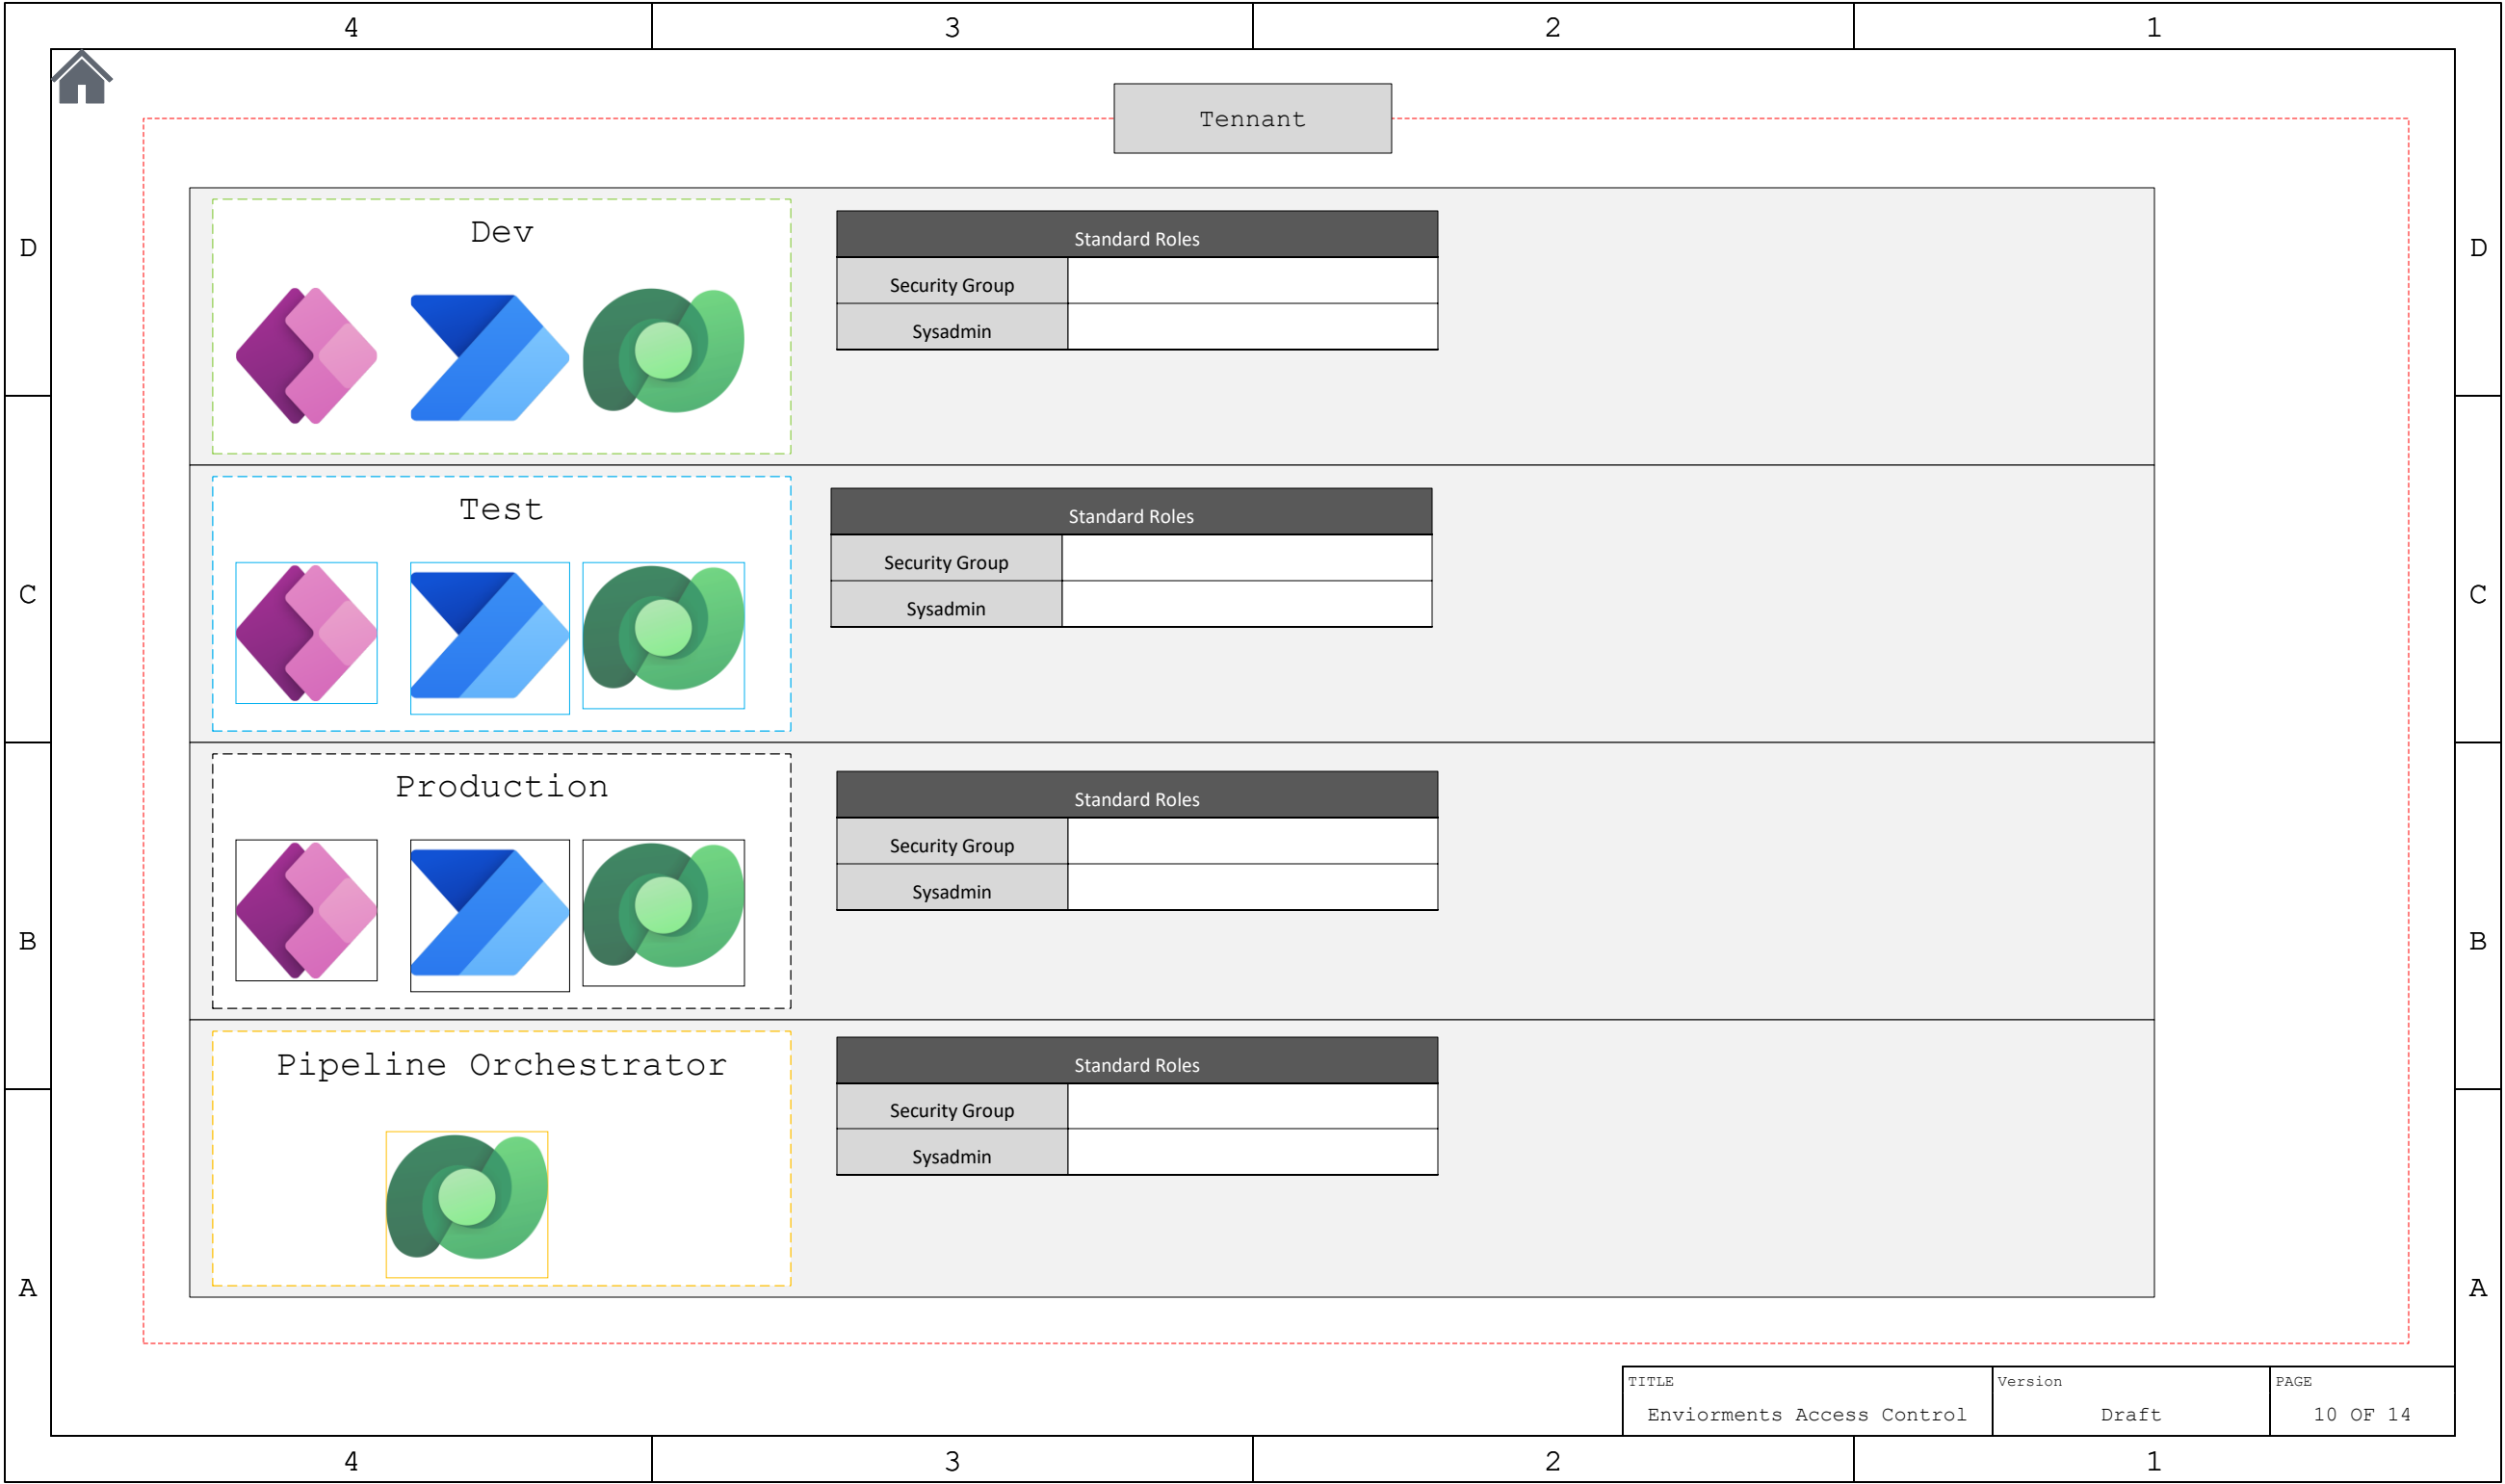 4 3 2 1
Tennant
D D
Dev
Standard Roles
Security Group
Sysadmin
C C
Test
Standard Roles
Security Group
Sysadmin
B B
Production
Standard Roles
Security Group
Sysadmin
A A
Pipeline Orchestrator
Standard Roles
Security Group
Sysadmin
TITLE Version PAGE
Enviorments Access Control Draft 10 OF 14
4 3 2 1